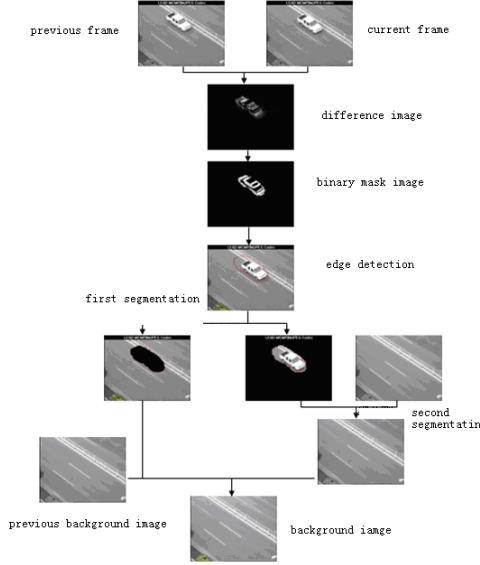 previous frame
current frame
difference image
binary mask image
edge detection
first segmentation
second
segmentatin
previous background image
background iamge